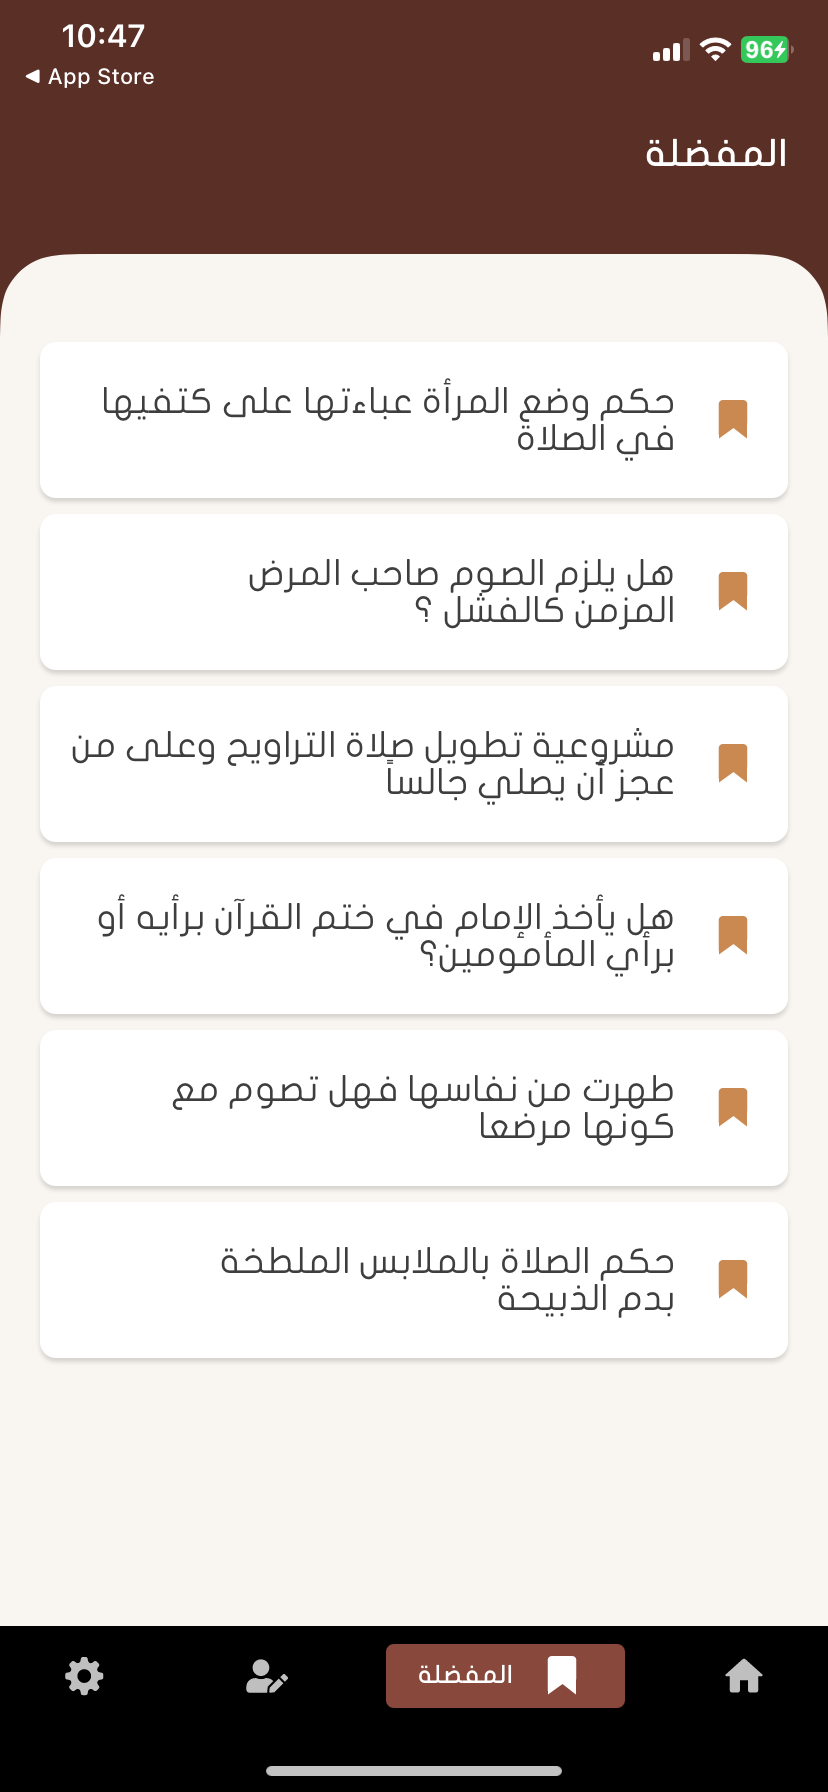 10:47
96
App Store
المفضلة
حكم وضع المرأة عباءتها على كتفيها
في الصلاة
هل يلزم الصوم صاحب المرض
المزمن كالفشل ؟
مشروعية تطويل صلاة التراويح وعلى من
عجز أن يصلي جالساً
هل يأخذ الإمام في ختم القرآن برأيه أو
برأي المأمومين؟
طهرت من نفاسها فهل تصوم مع
كونها مرضعا
حكم الصلاة بالملابس الملطخة
بدم الذبيحة
المفضلة